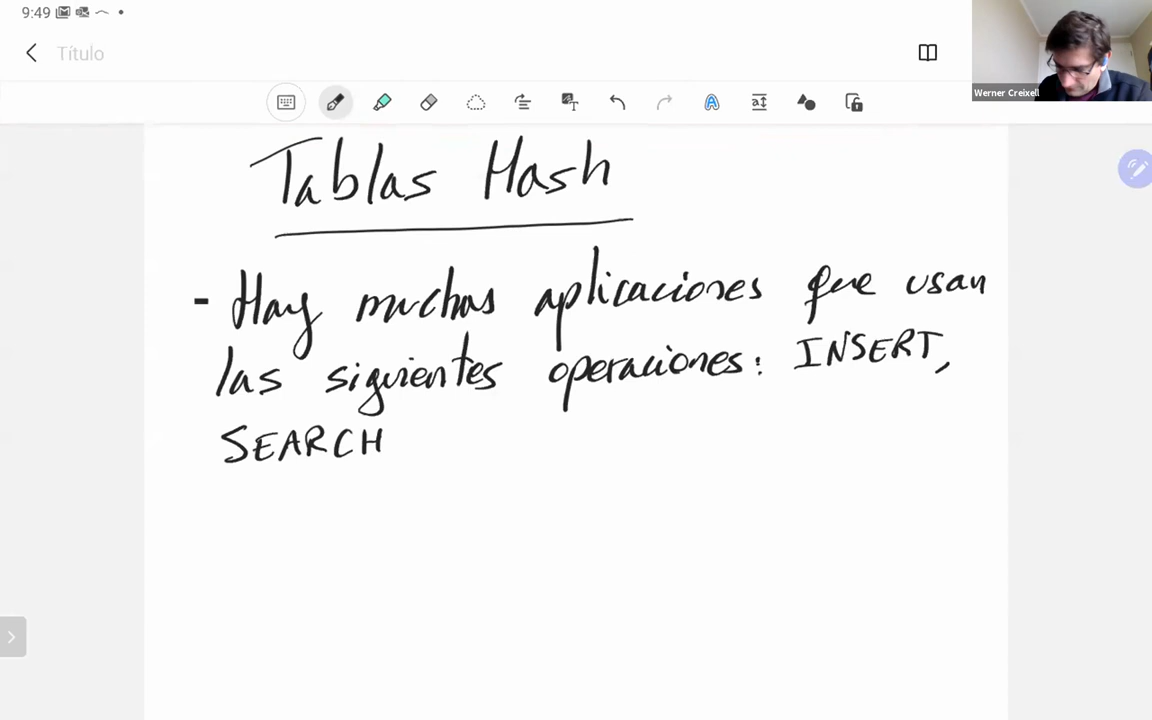 9:49
Título
Werner Creixell
Tablas Hash
- Hay muchas aplicaciones que usan
las siguientes operaciones: INSERT,
SEARCH